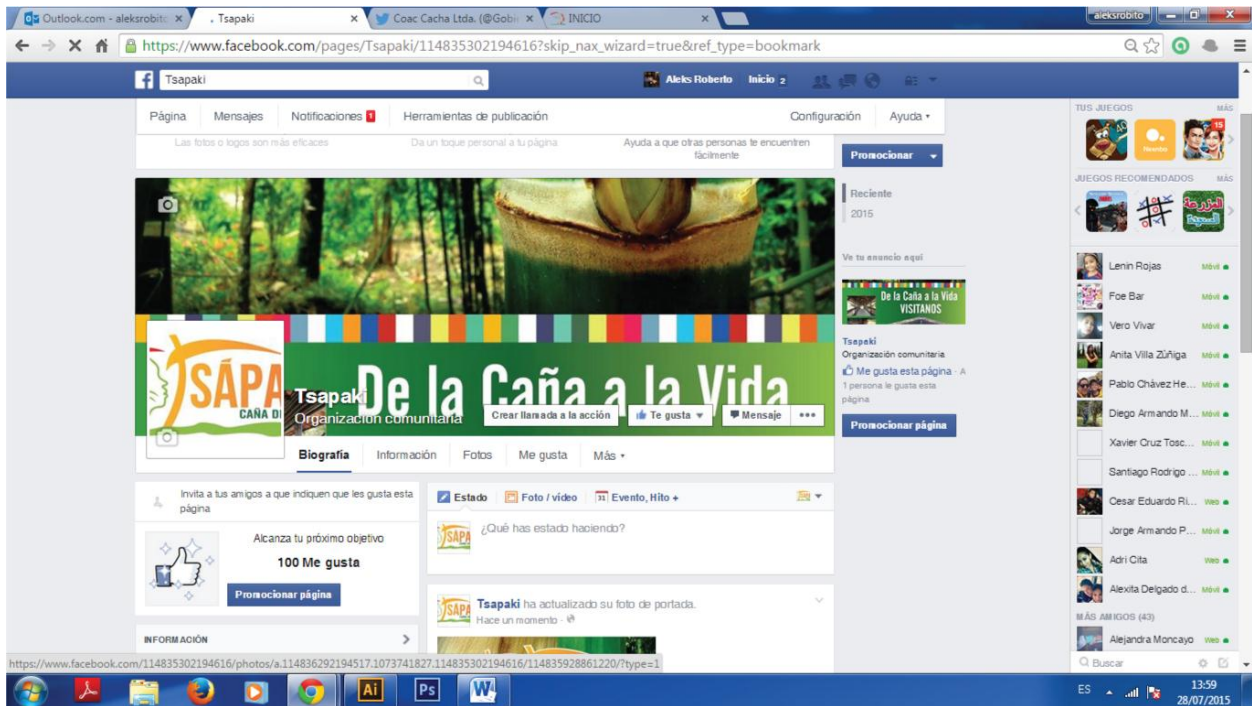 Outlook.com - aleksrobito
Tsapaki
Coac Cacha Ltda. (@Gobi
INICIO
aleksrobito
https://www.facebook.com/pages/Tsapaki/114835302194616?skip_nax_wizard=true&ref_type=bookmark
Tsapaki
Aleks Roberto Inicio 2
Página Mensajes Notificaciones 1 Herramientas de publicación Configuración Ayuda
Las fotos o logos son más eficaces
Da un toque personal a tu página
Ayuda a que otras personas te encuentren
fácilmente
Promocionar
Reciente
2015
Ve tu anuncio aquí
De la Caña a la Vida
VISITANOS
Tsapaki
Organización comunitaria
Me gusta esta página · A
1 persona le gusta esta
página
Promocionar página
TSÁPA
CAÑA DE
De la Caña a la Vida
Tsapaki
Organización comunitaria
Crear llamada a la acción Te gusta Mensaje
Biografía Información Fotos Me gusta Más
Invita a tus amigos a que indiquen que les gusta esta
página
Alcanza tu próximo objetivo
100 Me gusta
Promocionar página
INFORMACIÓN
Estado Foto / vídeo 31 Evento, Hito +
TSÁPA
¿Qué has estado haciendo?
TSÁPA
Tsapaki ha actualizado su foto de portada.
Hace un momento ·
TUS JUEGOS MÁS
15
JUEGOS RECOMENDADOS MÁS
المزرعة
السعيدة
Lenin Rojas Móvil
Foe Bar Móvil
Vero Vivar Móvil
Anita Villa Zúñiga Móvil
Pablo Chávez He... Móvil
Diego Armando M... Móvil
Xavier Cruz Tosc... Móvil
Santiago Rodrigo ... Móvil
Cesar Eduardo Ri... Web
Jorge Armando P... Móvil
Adri Cita Web
Alexita Delgado d... Móvil
MÁS AMIGOS (43)
Alejandra Moncayo Web
Buscar
https://www.facebook.com/114835302194616/photos/a.114836292194517.1073741827.114835302194616/114835928861220/?type=1
Ai
Ps
W
ES
13:59
28/07/2015